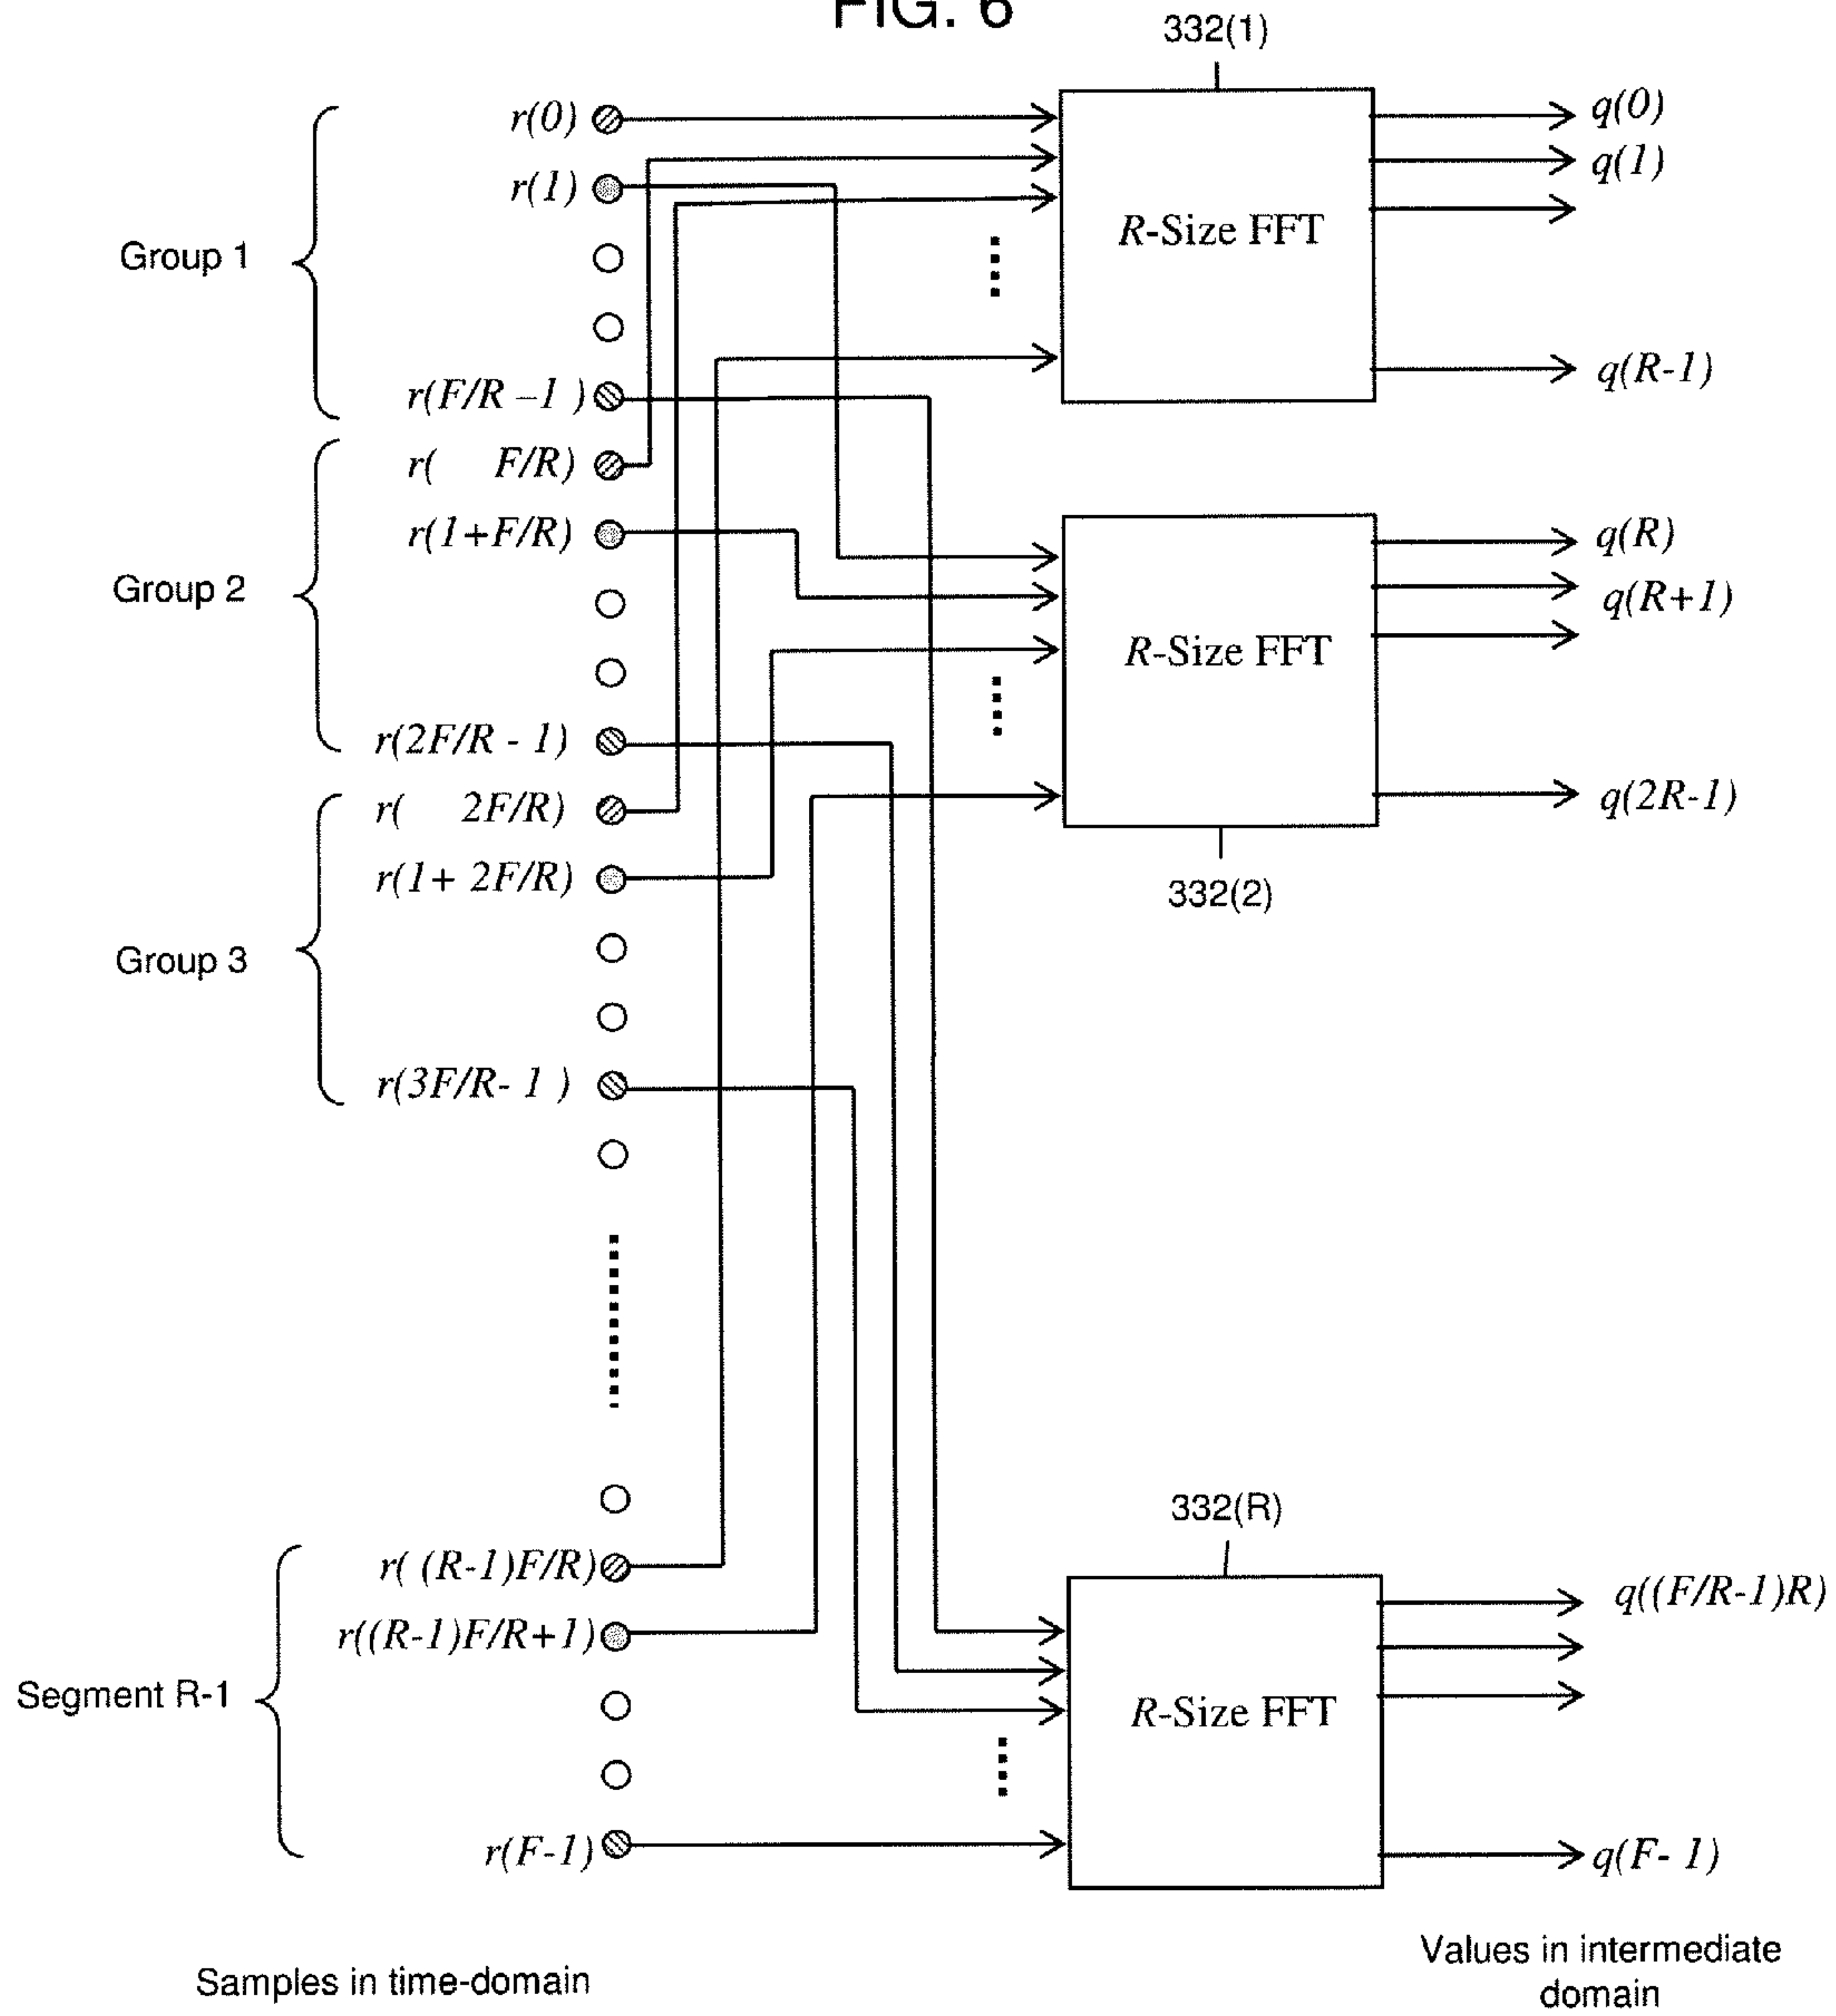 FIG. 6
332(1)
Group 1
r(0)
r(1)
r(F/R –1 )
R-Size FFT
q(0)
q(1)
q(R-1)
Group 2
r( F/R)
r(1+F/R)
r(2F/R - 1)
R-Size FFT
332(2)
q(R)
q(R+1)
q(2R-1)
Group 3
r( 2F/R)
r(1+ 2F/R)
r(3F/R- 1 )
Segment R-1
r( (R-1)F/R)
r((R-1)F/R+1)
r(F-1)
332(R)
R-Size FFT
q((F/R-1)R)
q(F- 1)
Samples in time-domain
Values in intermediate
domain